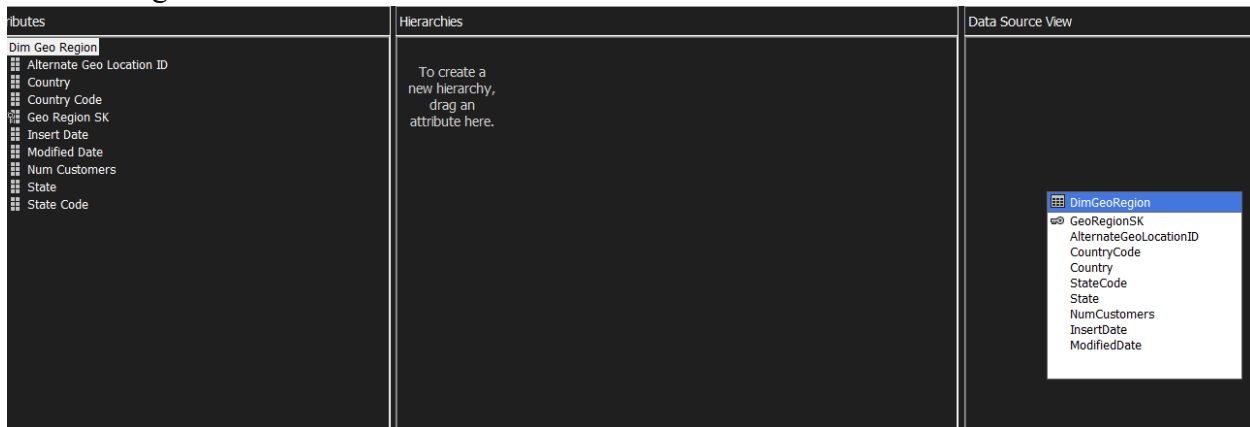 ributes
Dim Geo Region
Alternate Geo Location ID
Country
Country Code
Geo Region SK
Insert Date
Modified Date
Num Customers
State
State Code
Hierarchies
To create a
new hierarchy,
drag an
attribute here.
Data Source View
DimGeoRegion
GeoRegionSK
AlternateGeoLocationID
CountryCode
Country
StateCode
State
NumCustomers
InsertDate
ModifiedDate